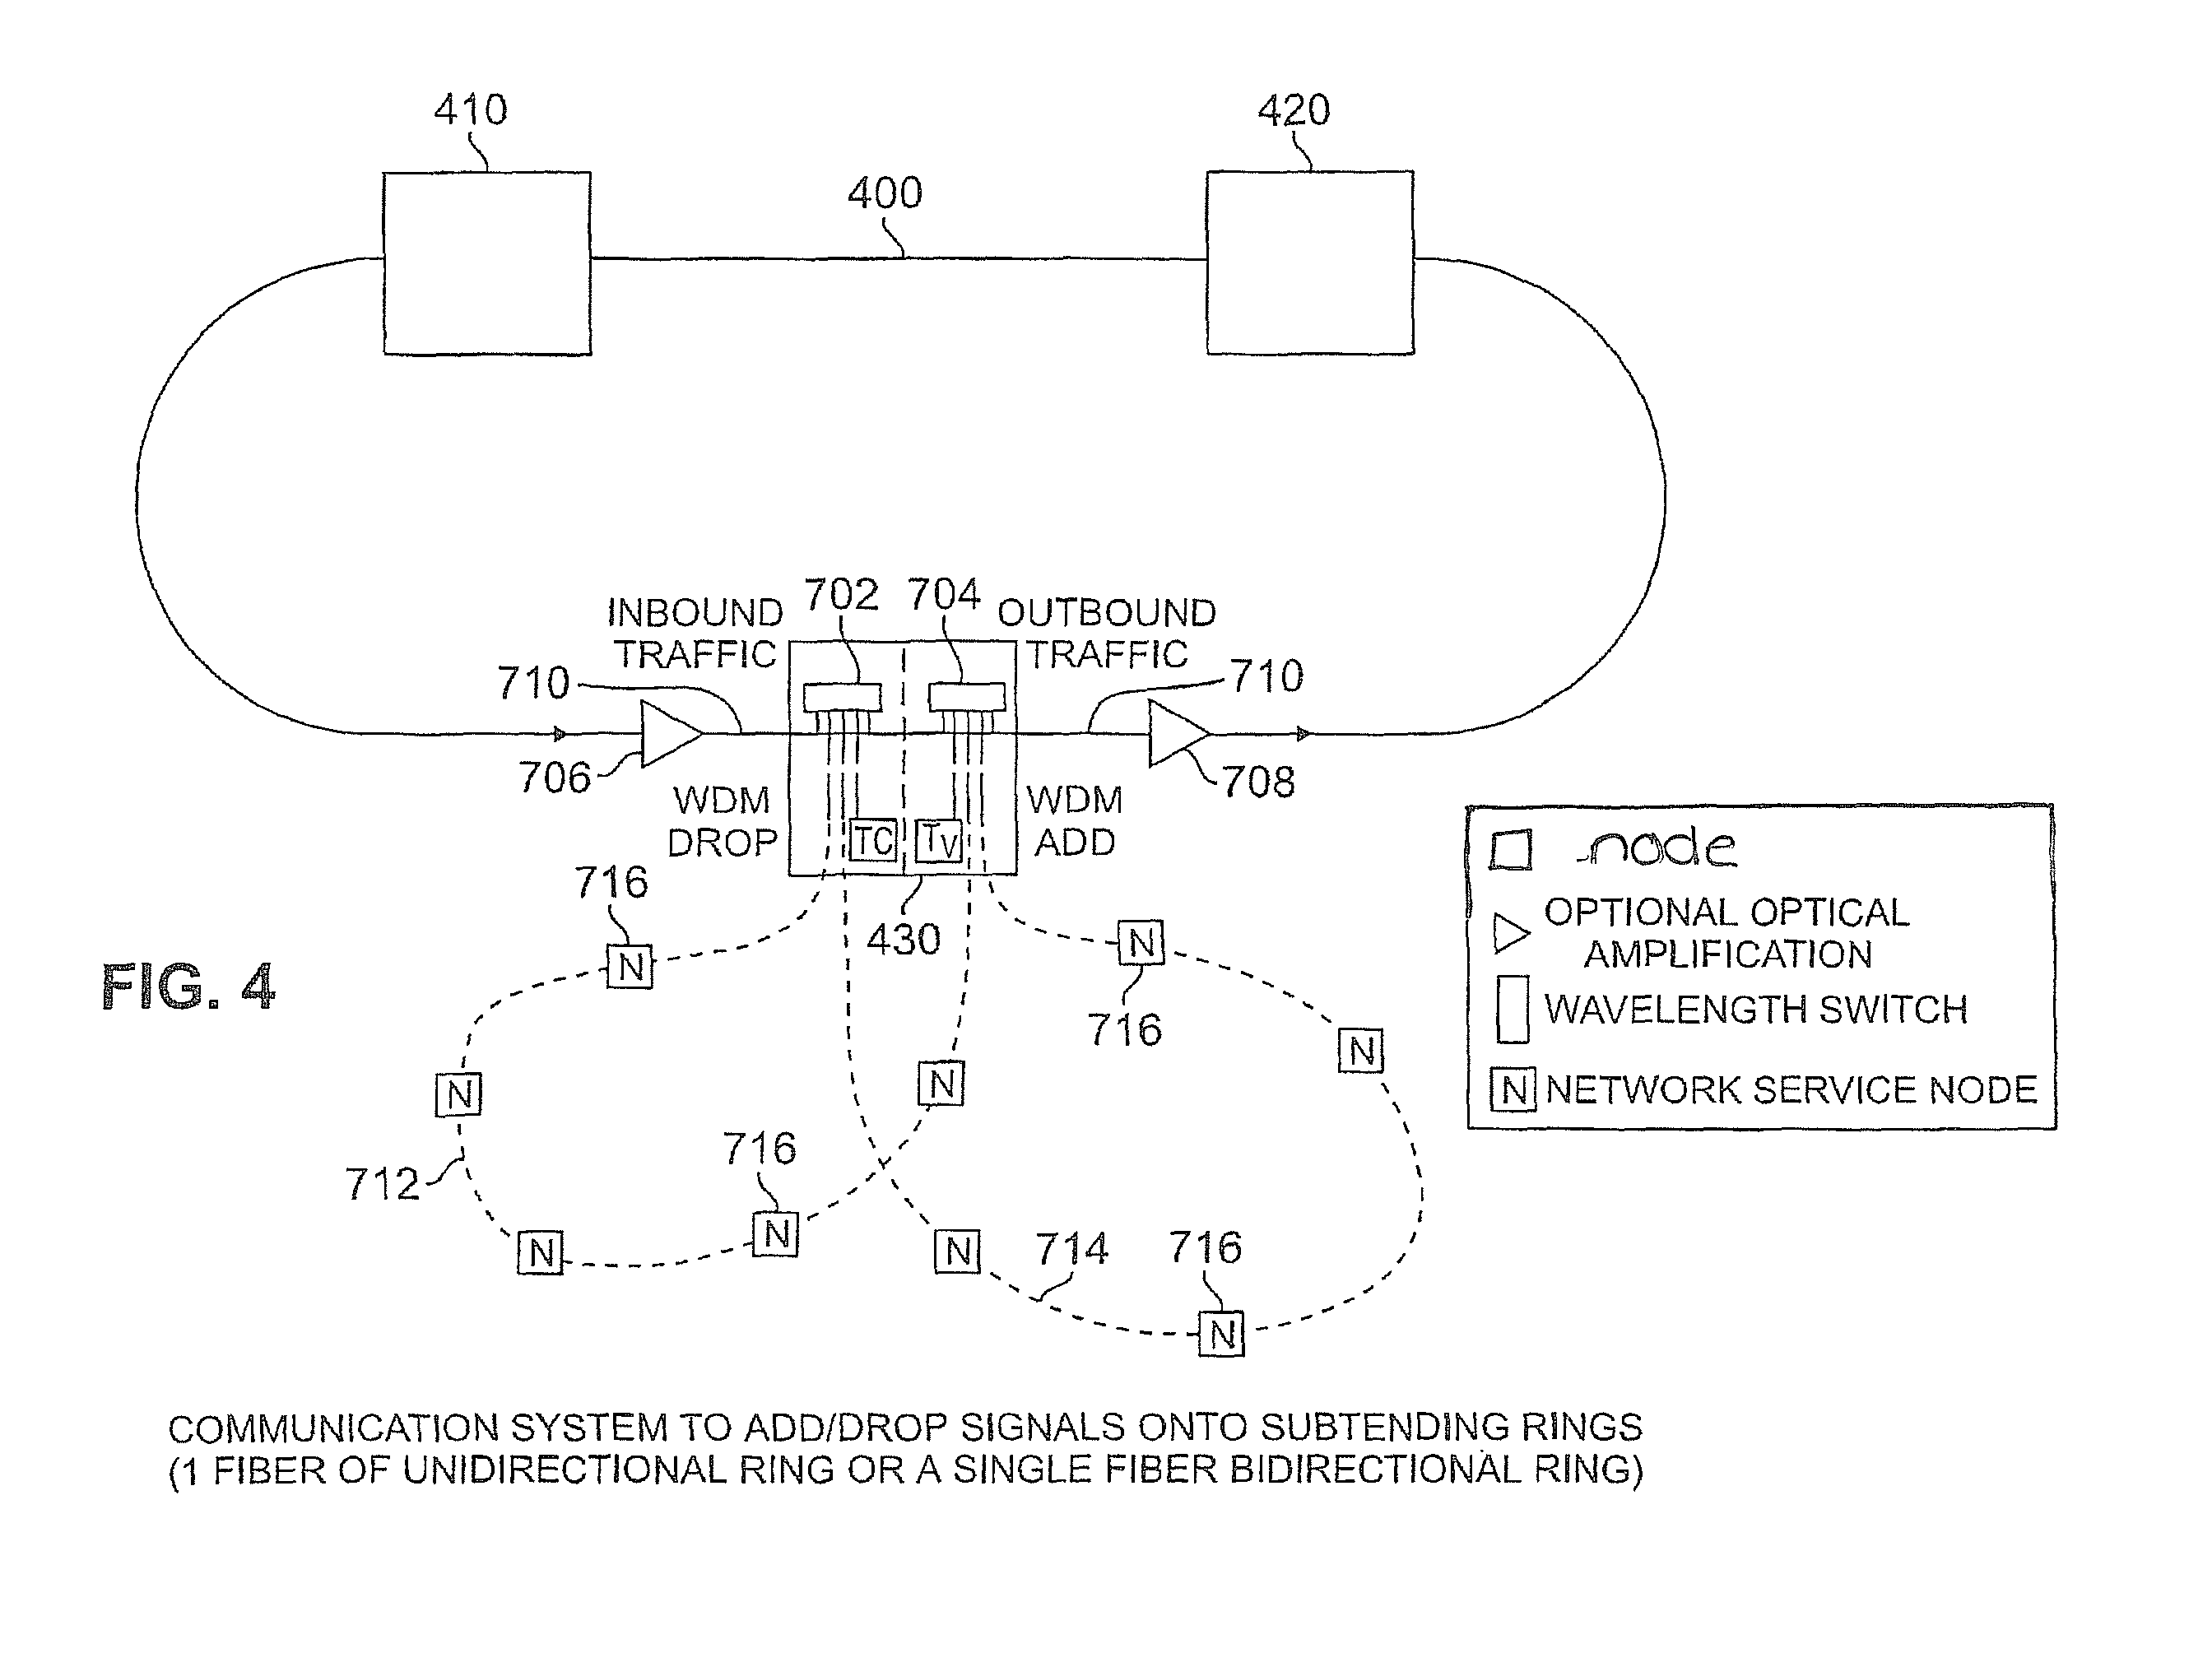 410
420
400
INBOUND
TRAFFIC
702
704
OUTBOUND
TRAFFIC
710
710
706
708
WDM
DROP
TC
Tv
WDM
ADD
430
node
OPTIONAL OPTICAL
AMPLIFICATION
WAVELENGTH SWITCH
N NETWORK SERVICE NODE
716
N
N
716
FIG. 4
N
N
N
716
N
712
N
N
714
716
N
COMMUNICATION SYSTEM TO ADD/DROP SIGNALS ONTO SUBTENDING RINGS
(1 FIBER OF UNIDIRECTIONAL RING OR A SINGLE FIBER BIDIRECTIONAL RING)